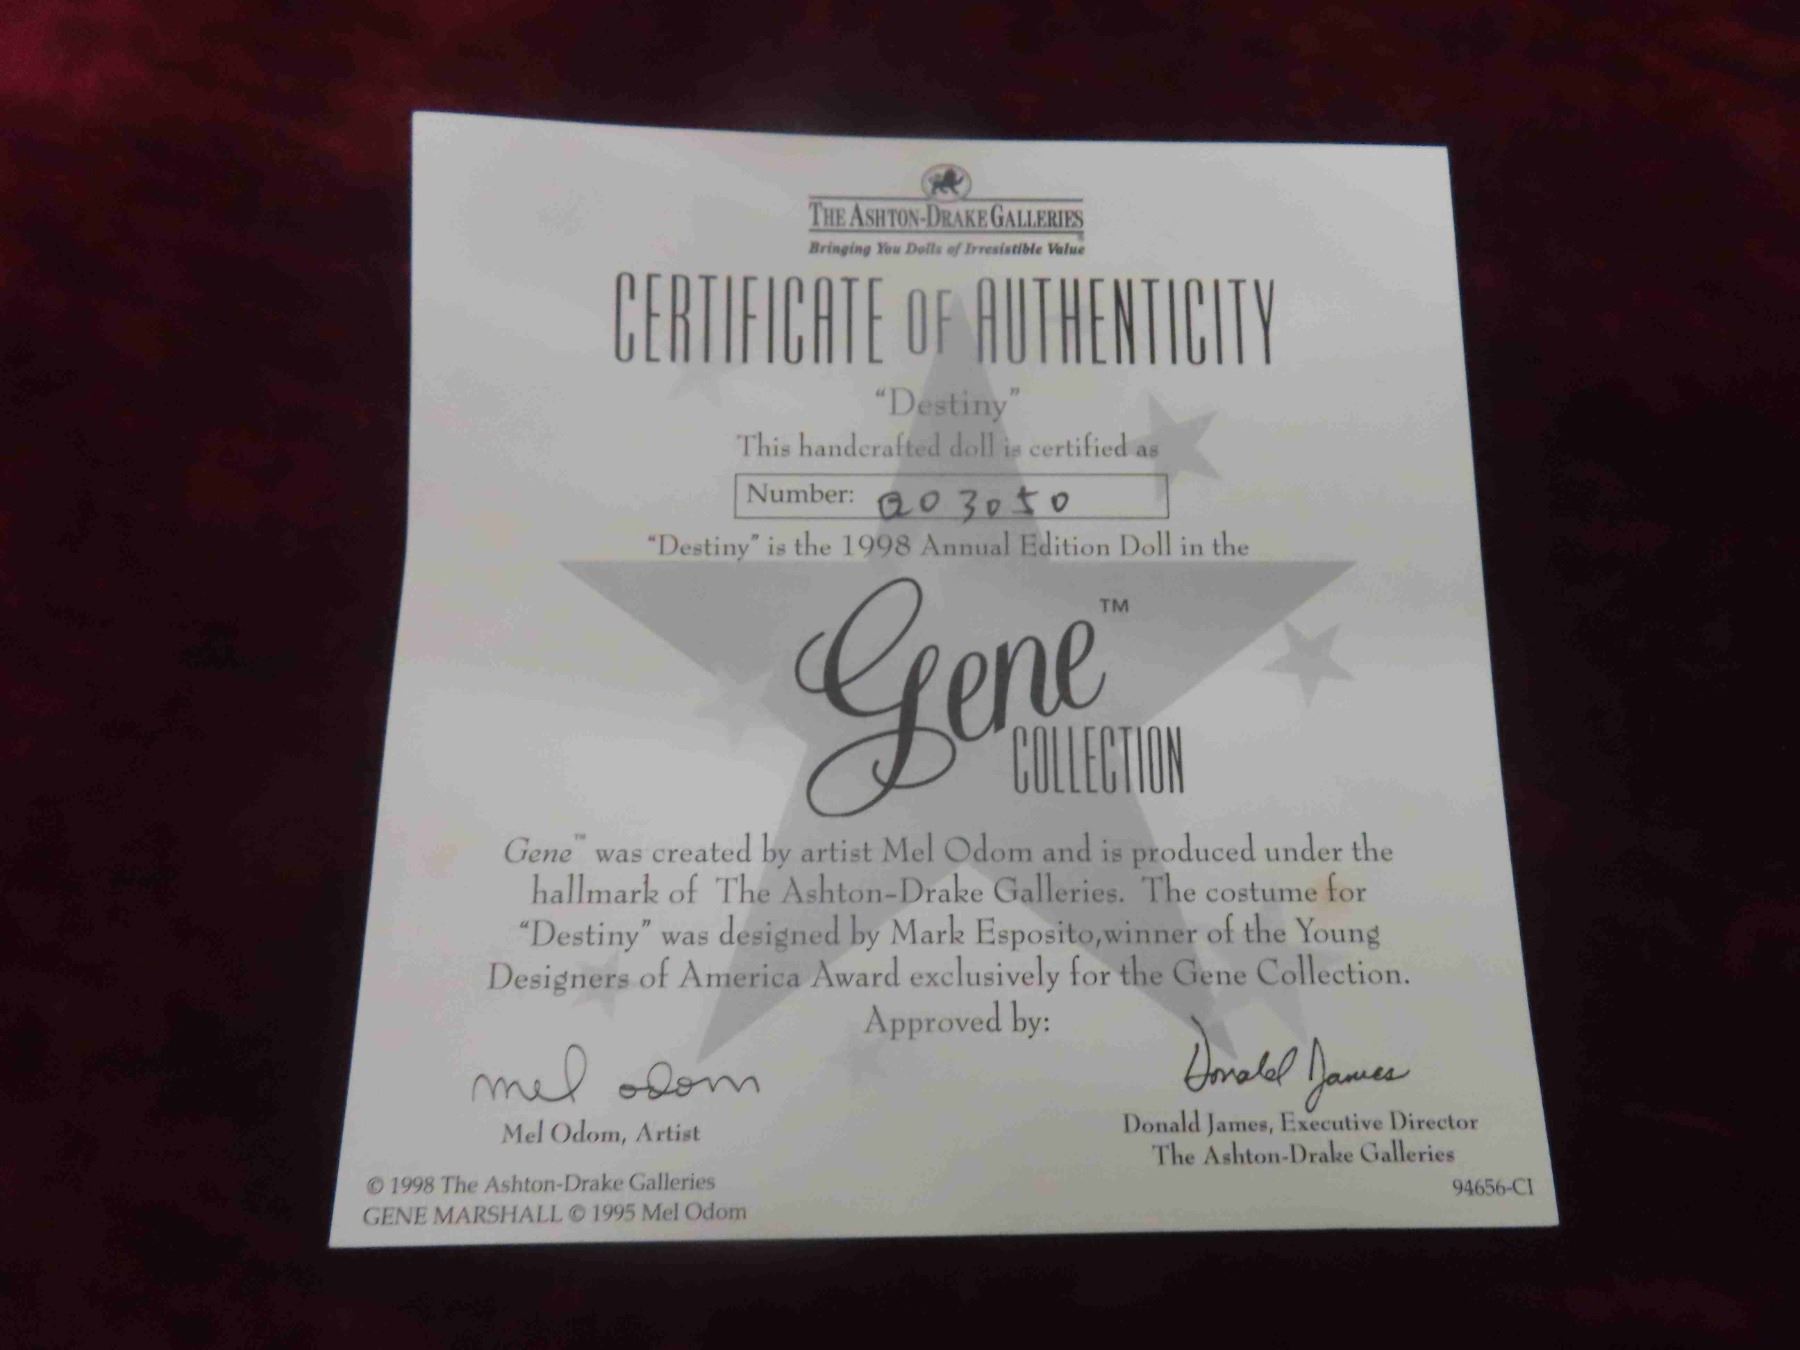 THE ASHTON-DRAKE GALLERIES
Bringing You Dolls of Irresistible Value
CERTIFICATE OF AUTHENTICITY
“Destiny”
This handcrafted doll is certified as
Number: B03050
“Destiny” is the 1998 Annual Edition Doll in the
Gene™
COLLECTION
Gene™ was created by artist Mel Odom and is produced under the
hallmark of The Ashton-Drake Galleries. The costume for
“Destiny” was designed by Mark Esposito,winner of the Young
Designers of America Award exclusively for the Gene Collection.
Approved by:
mel odom
Donald James
Mel Odom, Artist
Donald James, Executive Director
The Ashton-Drake Galleries
© 1998 The Ashton-Drake Galleries
GENE MARSHALL © 1995 Mel Odom
94656-CI